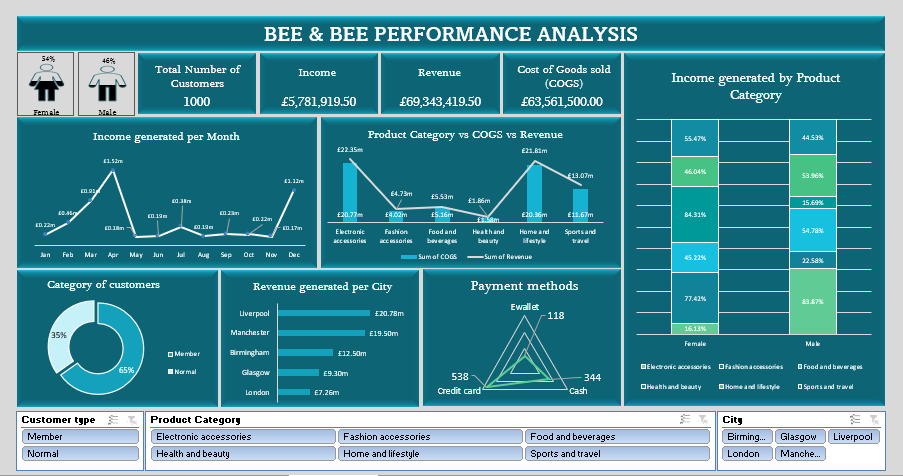 BEE & BEE PERFORMANCE ANALYSIS
54%
Female
46%
Male
Total Number of
Customers
1000
Income
£5,781,919.50
Revenue
£69,343,419.50
Cost of Goods sold
(COGS)
£63,561,500.00
Income generated by Product
Category
55.47%
46.04%
84.31%
45.22%
77.42%
16.13%
Female
44.53%
53.96%
15.69%
54.78%
22.58%
83.87%
Male
Electronic accessories
Fashion accessories
Food and beverages
Health and beauty
Home and lifestyle
Sports and travel
Income generated per Month
£0.22m
£0.46m
£0.91m
£1.52m
£0.18m
£0.19m
£0.38m
£0.19m
£0.23m
£0.22m
£0.17m
£1.12m
Jan Feb Mar Apr May Jun Jul Aug Sep Oct Nov Dec
Product Category vs COGS vs Revenue
£22.35m
£4.73m
£5.53m
£1.86m
£21.81m
£13.07m
£20.77m
£4.02m
£5.16m
£1.58m
£20.36m
£11.67m
Electronic
accessories
Fashion
accessories
Food and
beverages
Health and
beauty
Home and
lifestyle
Sports and
travel
Sum of COGS
Sum of Revenue
Category of customers
35%
65%
Member
Normal
Revenue generated per City
Liverpool £20.78m
Manchester £19.50m
Birmingham £12.50m
Glasgow £9.30m
London £7.26m
Payment methods
Ewallet
118
538
344
Credit card
Cash
Customer type
Member
Normal
Product Category
Electronic accessories
Fashion accessories
Food and beverages
Health and beauty
Home and lifestyle
Sports and travel
City
Birming...
Glasgow
Liverpool
London
Manche...